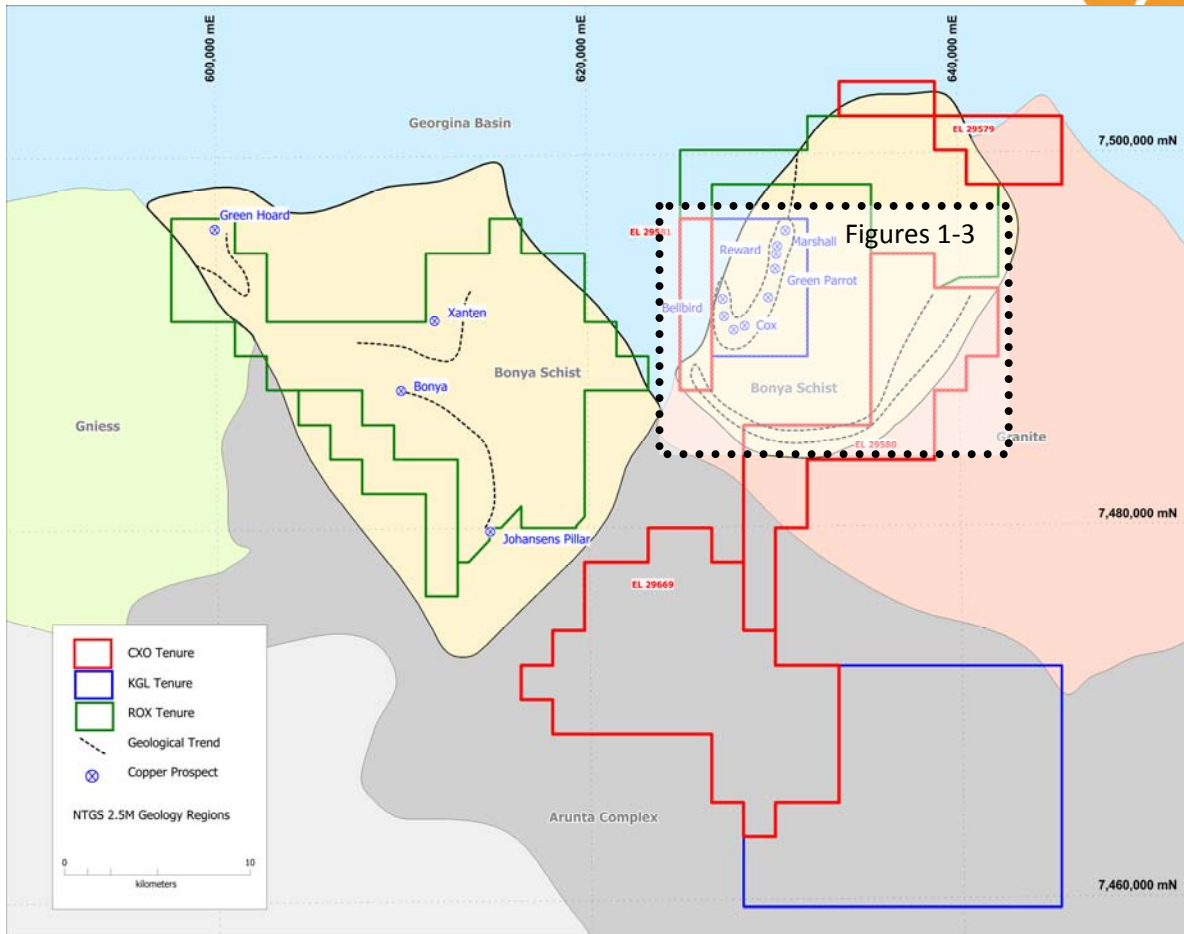 600,000 mE
620,000 mE
640,000 mE
Georgina Basin
EL 29579
7,500,000 mN
Green Hoard
EL 29581
Figures 1-3
Reward
Marshall
Green Parrot
Bellbird
Xanten
Cox
Bonya Schist
Bonya
Bonya Schist
Gniess
Granite
EL 29580
7,480,000 mN
Johansens Pillar
EL 29669
CXO Tenure
KGL Tenure
ROX Tenure
Geological Trend
Copper Prospect
NTGS 2.5M Geology Regions
0 10
kilometers
Arunta Complex
7,460,000 mN